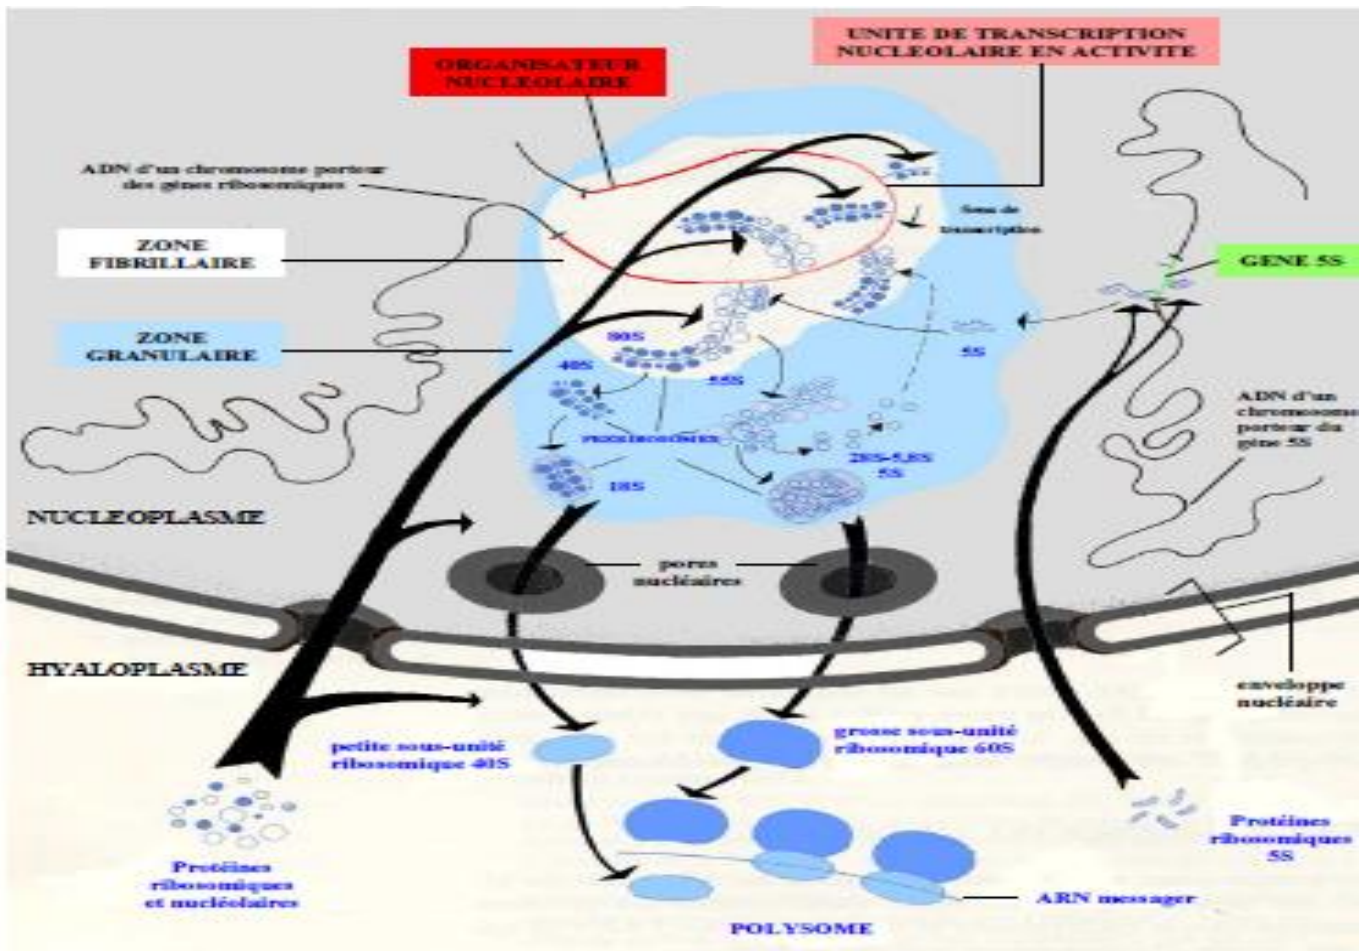 UNITE DE TRANSCRIPTION
NUCLEOLAIRE EN ACTIVITE
ORGANISATEUR
NUCLEOLAIRE
ADN d'un chromosome porteur
des gènes ribosomiques
Sens de
transcription
ZONE
FIBRILLAIRE
GENE 5S
ZONE
GRANULAIRE
80S
40S
55S
5S
ADN d'un
chromosome
porteur du
gène 5S
PRERIBOSOMES
28S-5,8S
5S
18S
NUCLEOPLASME
pores
nucléaires
HYALOPLASME
enveloppe
nucléaire
petite sous-unité
ribosomique 40S
grosse sous-unité
ribosomique 60S
Protéines
ribosomiques
5S
Protéines
ribosomiques
et nucléolaires
ARN messager
POLYSOME